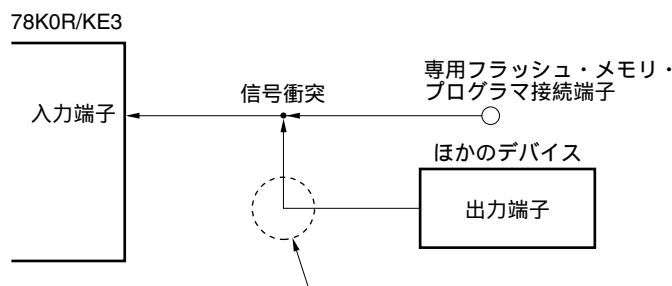 78K0R/KE3
専用フラッシュ・メモリ・
プログラマ接続端子
信号衝突
入力端子
ほかのデバイス
出力端子